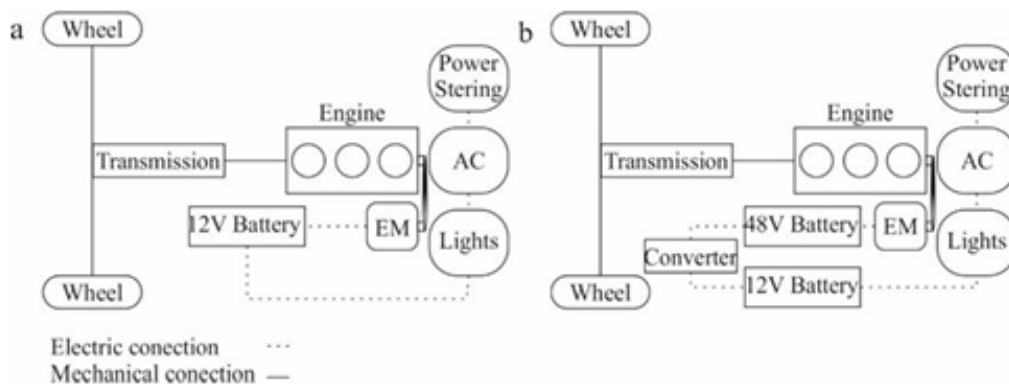 a
Wheel
Power
Stering
Engine
Transmission
AC
12V Battery
EM
Lights
Wheel
b
Wheel
Power
Stering
Engine
Transmission
AC
48V Battery
EM
Lights
Converter
12V Battery
Wheel
Electric conection
Mechanical conection